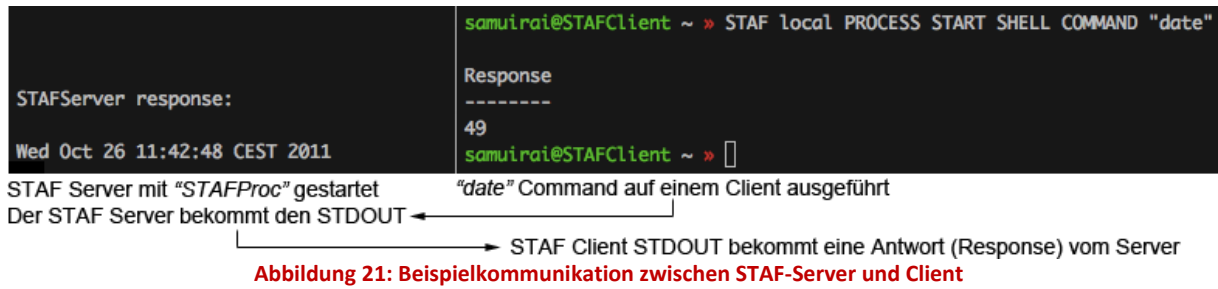 STAFServer response:
Wed Oct 26 11:42:48 CEST 2011
samuirai@STAFClient ~ » STAF local PROCESS START SHELL COMMAND "date"
Response
--------
49
samuirai@STAFClient ~ »
STAF Server mit "STAFProc" gestartet
"date" Command auf einem Client ausgeführt
Der STAF Server bekommt den STDOUT
STAF Client STDOUT bekommt eine Antwort (Response) vom Server
Abbildung 21: Beispielkommunikation zwischen STAF-Server und Client